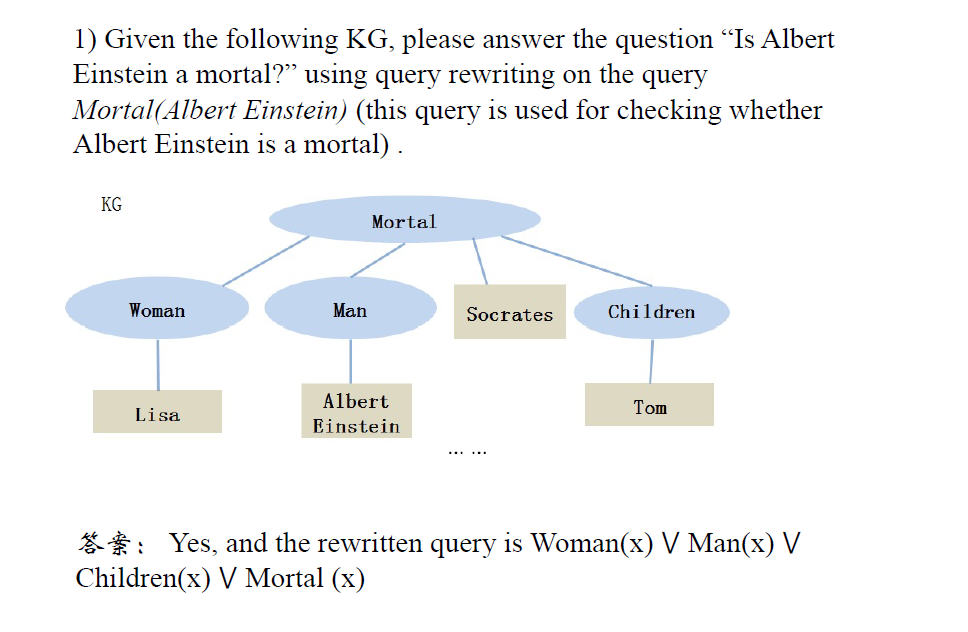 1) Given the following KG, please answer the question “Is Albert
Einstein a mortal?” using query rewriting on the query
Mortal(Albert Einstein) (this query is used for checking whether
Albert Einstein is a mortal) .
KG
Mortal
Woman
Man
Socrates
Children
Lisa
Albert
Einstein
Tom
... ...
答案： Yes, and the rewritten query is Woman(x) ⋁ Man(x) ⋁
Children(x) ⋁ Mortal (x)